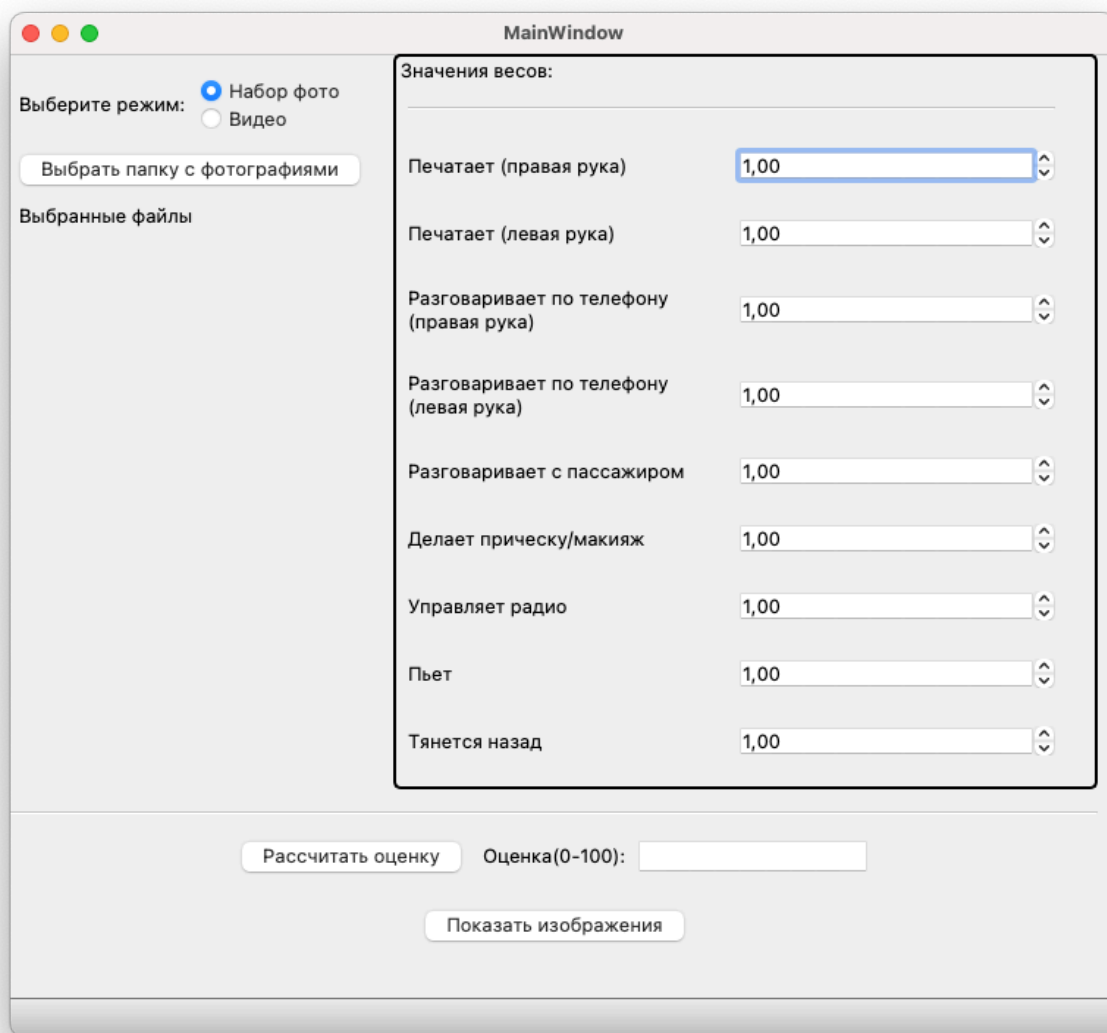 MainWindow
Выберите режим:
Набор фото
Видео
Выбрать папку с фотографиями
Выбранные файлы
Значения весов:
Печатает (правая рука)
1,00
Печатает (левая рука)
1,00
Разговаривает по телефону
(правая рука)
1,00
Разговаривает по телефону
(левая рука)
1,00
Разговаривает с пассажиром
1,00
Делает прическу/макияж
1,00
Управляет радио
1,00
Пьет
1,00
Тянется назад
1,00
Рассчитать оценку
Оценка(0-100):
Показать изображения